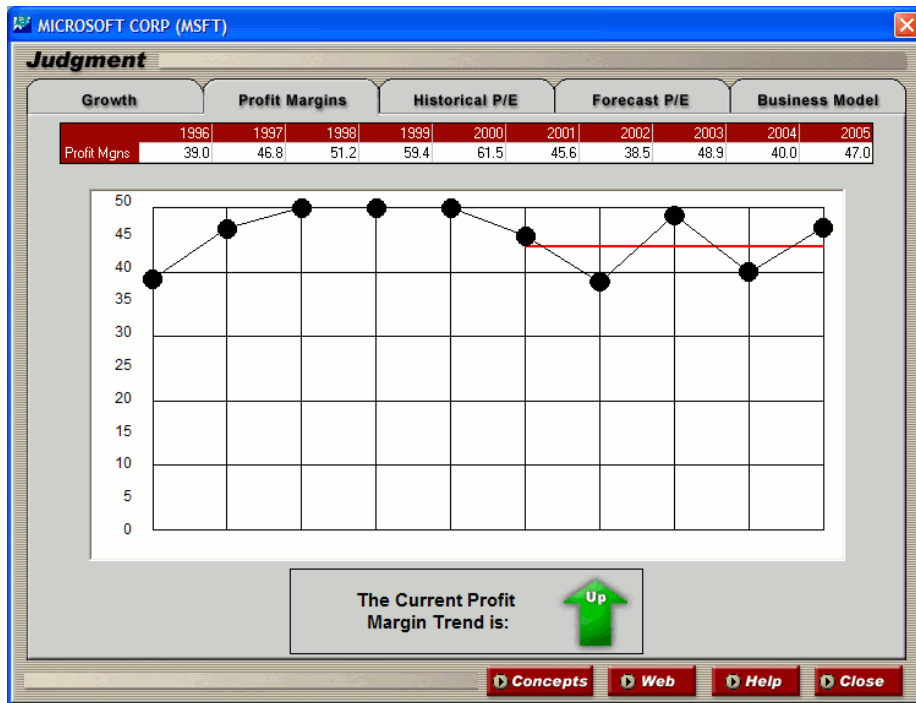 MICROSOFT CORP (MSFT)
Judgment
Growth Profit Margins Historical P/E Forecast P/E Business Model
1996 1997 1998 1999 2000 2001 2002 2003 2004 2005
Profit Mgns 39.0 46.8 51.2 59.4 61.5 45.6 38.5 48.9 40.0 47.0
50
45
40
35
30
25
20
15
10
5
0
The Current Profit
Margin Trend is:
Up
Concepts Web Help Close